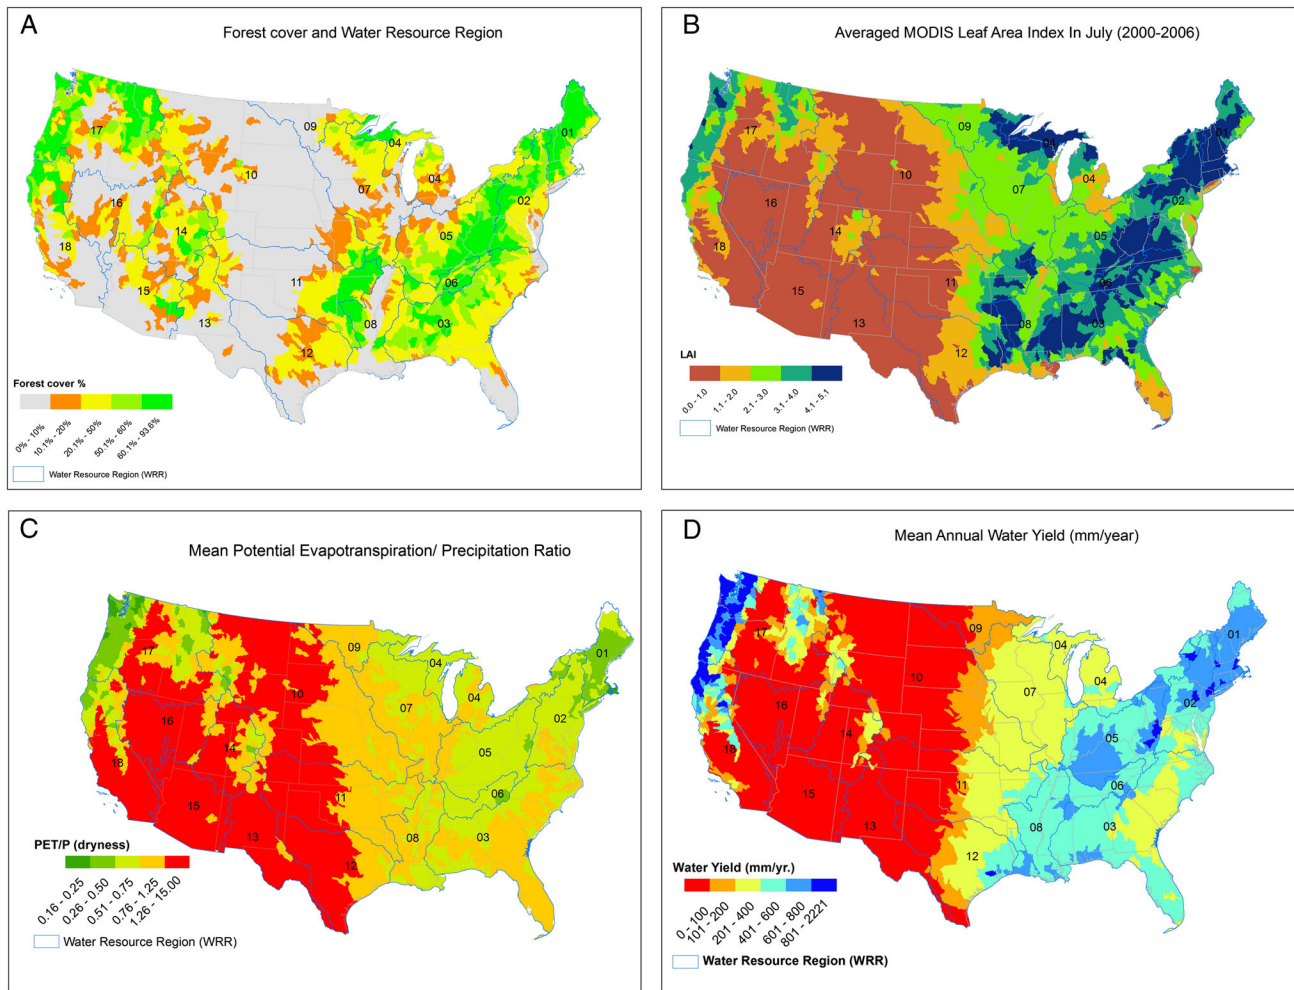 A
Forest cover and Water Resource Region
09
04
01
17
10
07
04
02
16
14
05
18
11
06
15
13
08
03
12
Forest cover %
0% - 10%
10.1% - 20%
20.1% - 50%
50.1% - 60%
60.1% - 93.6%
Water Resource Region (WRR)
B
Averaged MODIS Leaf Area Index In July (2000-2006)
09
04
01
17
10
07
04
02
16
14
05
18
11
06
15
13
08
03
12
LAI
0.0 - 1.0
1.1 - 2.0
2.1 - 3.0
3.1 - 4.0
4.1 - 5.1
Water Resource Region (WRR)
C
Mean Potential Evapotranspiration/ Precipitation Ratio
09
04
01
17
10
07
04
02
16
14
05
18
11
06
15
13
08
03
12
PET/P (dryness)
0.16 - 0.25
0.26 - 0.50
0.51 - 0.75
0.76 - 1.25
1.26 - 15.00
Water Resource Region (WRR)
D
Mean Annual Water Yield (mm/year)
09
04
01
17
10
07
04
02
16
14
05
18
11
06
15
13
08
03
12
Water Yield (mm/yr.)
0 - 100
101 - 200
201 - 400
401 - 600
601 - 800
801 - 2221
Water Resource Region (WRR)